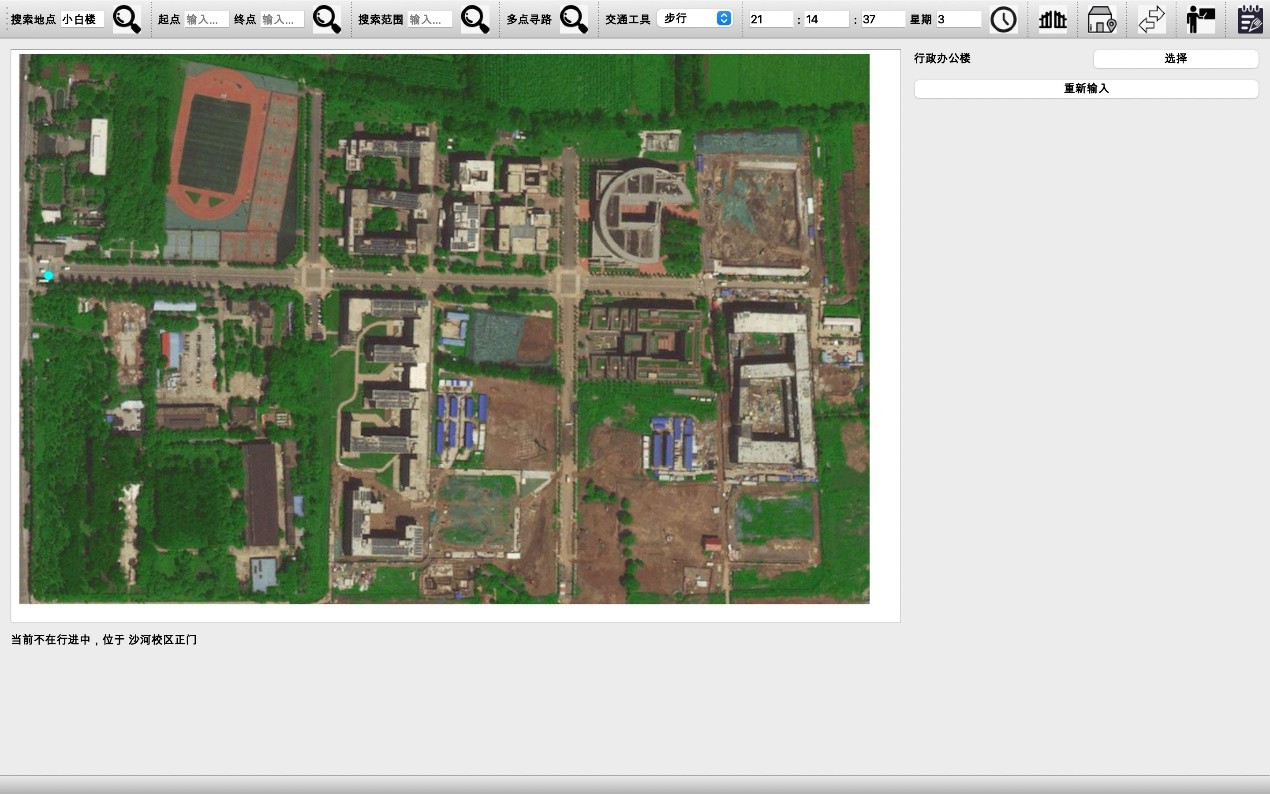 搜索地点 小白楼 起点 输入... 终点 输入... 搜索范围 输入... 多点寻路 交通工具 步行 21 : 14 : 37 星期 3
行政办公楼 选择
重新输入
当前不在行进中，位于 沙河校区正门